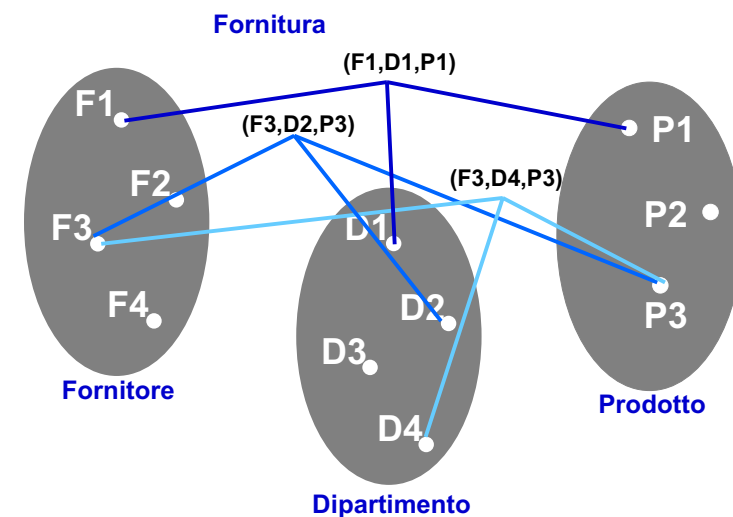 Fornitura
(F1,D1,P1)
F1
(F3,D2,P3)
P1
F2
(F3,D4,P3)
F3
D1
P2
F4
D2
P3
D3
Fornitore
Prodotto
D4
Dipartimento